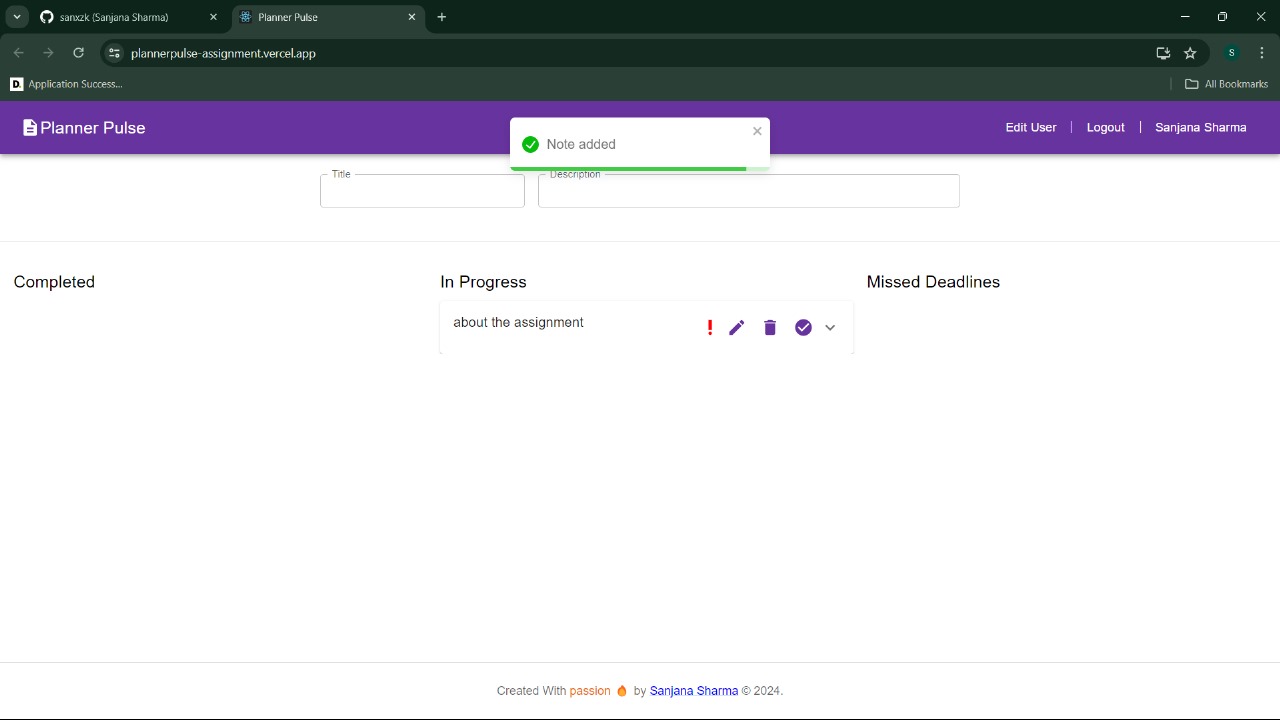 sanxzk (Sanjana Sharma)
Planner Pulse
plannerpulse-assignment.vercel.app
S
D. Application Success...
All Bookmarks
Planner Pulse
Note added
Edit User
Logout
Sanjana Sharma
Title
Description
Completed
In Progress
Missed Deadlines
about the assignment
Created With passion 🔥 by Sanjana Sharma © 2024.